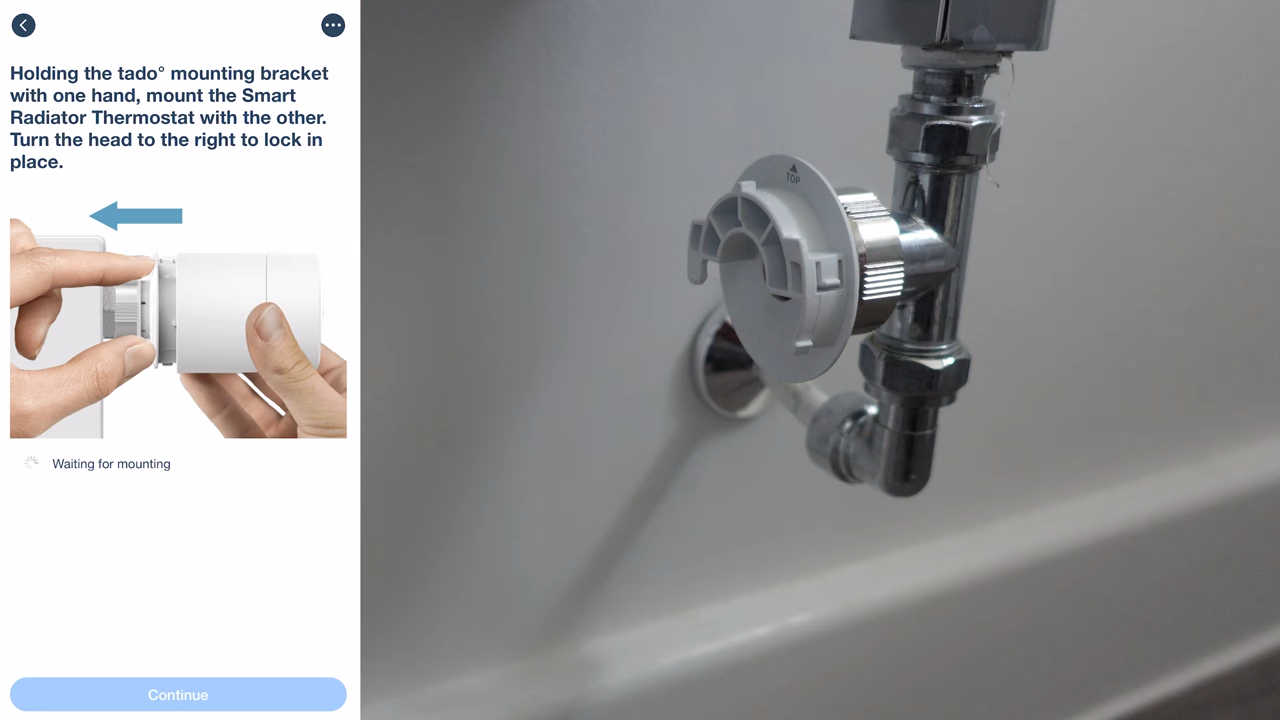 Holding the tado° mounting bracket
with one hand, mount the Smart
Radiator Thermostat with the other.
Turn the head to the right to lock in
place.
Waiting for mounting
Continue
TOP